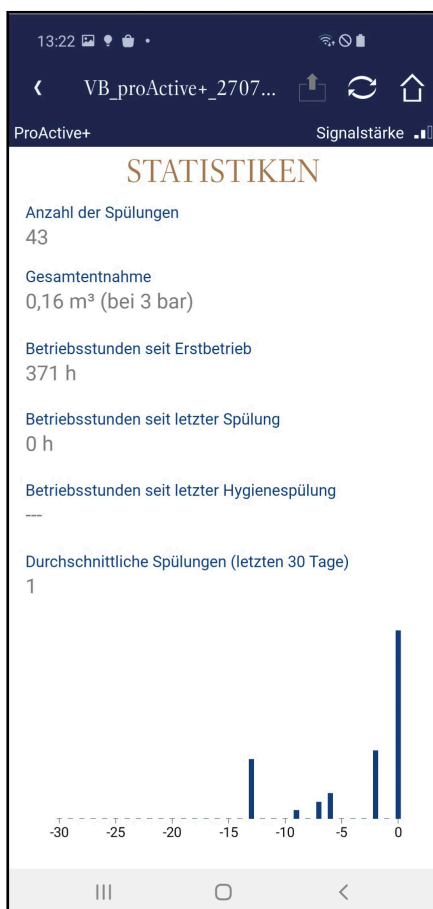 13:22
VB_proActive+_2707...
ProActive+ Signalstärke
STATISTIKEN
Anzahl der Spülungen
43
Gesamtentnahme
0,16 m³ (bei 3 bar)
Betriebsstunden seit Erstbetrieb
371 h
Betriebsstunden seit letzter Spülung
0 h
Betriebsstunden seit letzter Hygienespülung
---
Durchschnittliche Spülungen (letzten 30 Tage)
1
-30 -25 -20 -15 -10 -5 0